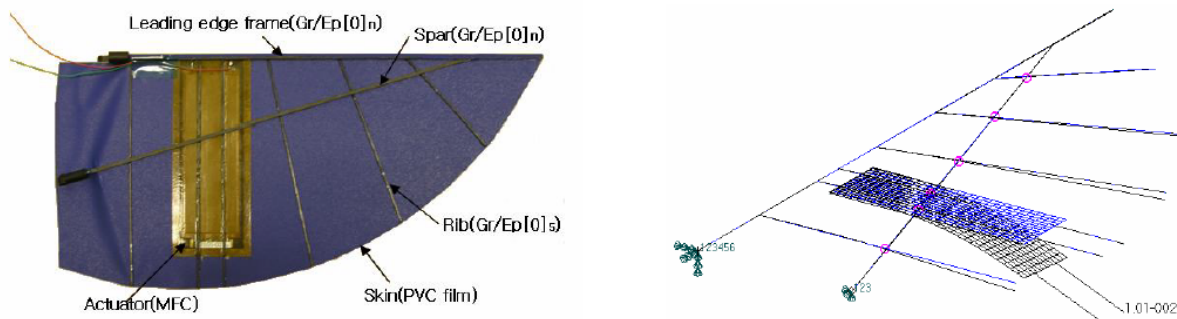 Leading edge frame(Gr/Ep[0]n)
Spar(Gr/Ep[0]n)
Rib(Gr/Ep[0]s)
Skin(PVC film)
Actuator(MFC)
123456
123
1.01-002